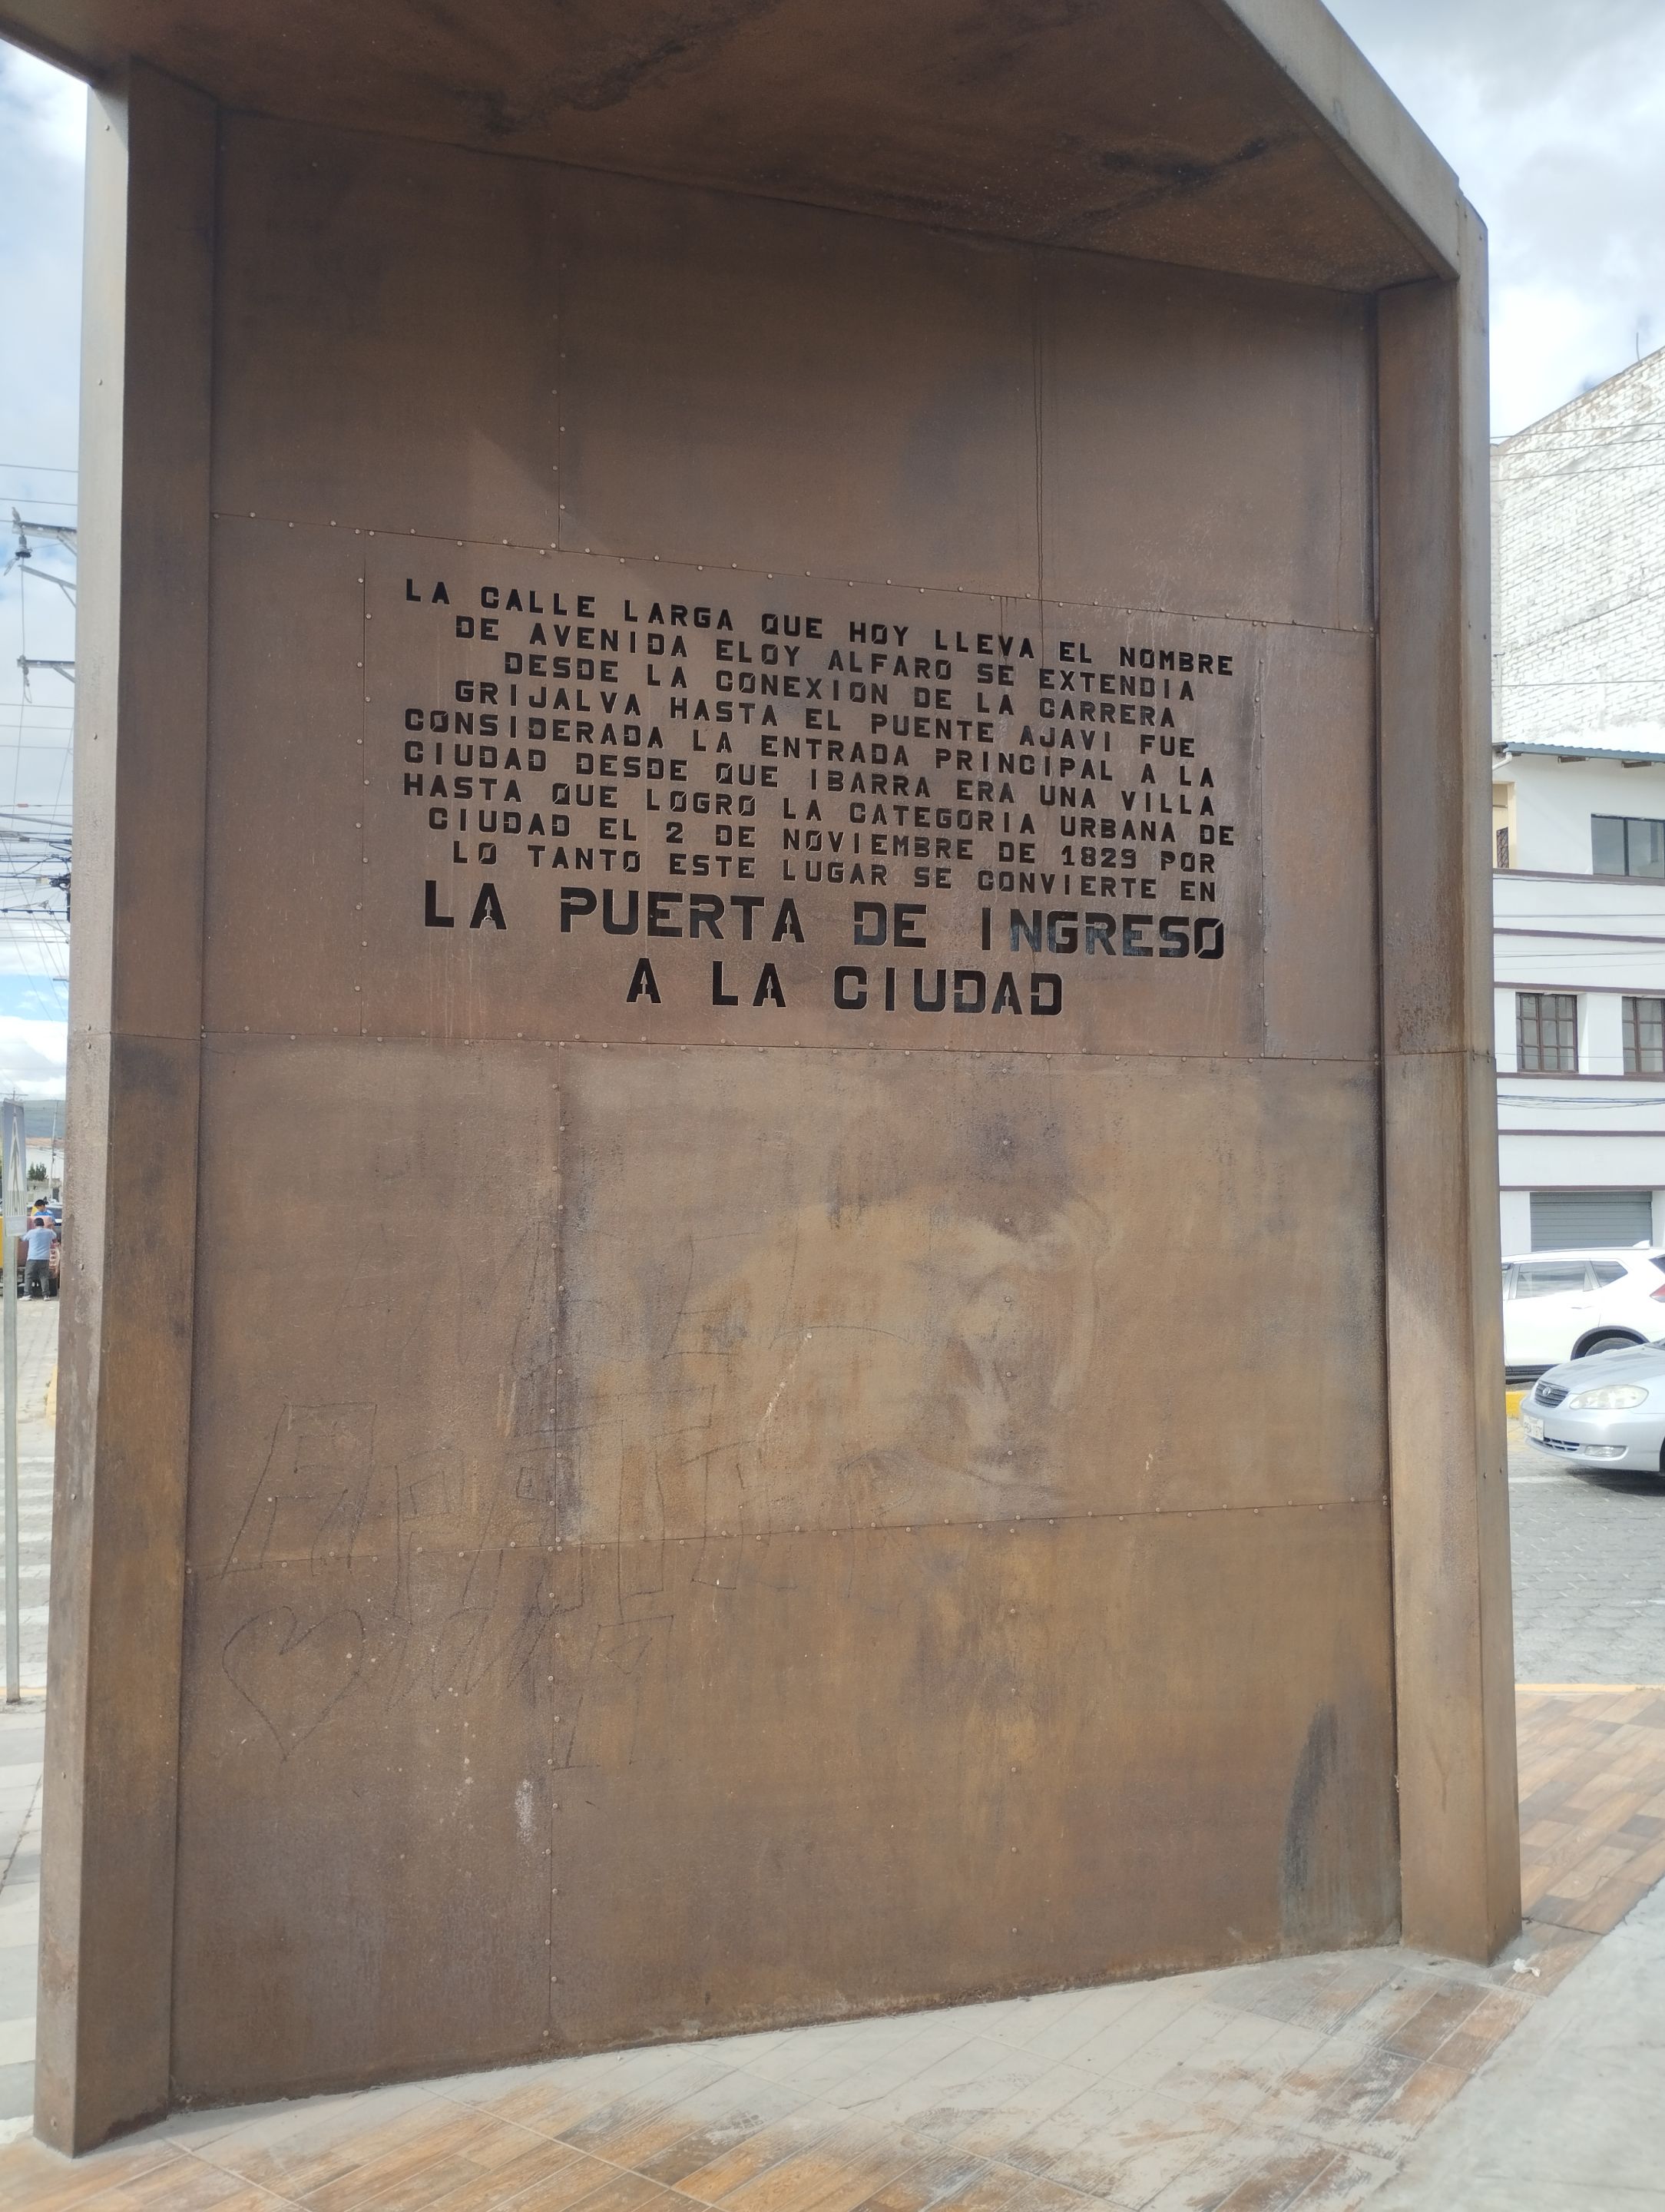 LA CALLE LARGA QUE HOY LLEVA EL NOMBRE
DE AVENIDA ELOY ALFARO SE EXTENDIA
DESDE LA CONEXION DE LA CARRERA
GRIJALVA HASTA EL PUENTE AJAVI FUE
CONSIDERADA LA ENTRADA PRINCIPAL A LA
CIUDAD DESDE QUE IBARRA ERA UNA VILLA
HASTA QUE LOGRO LA CATEGORIA URBANA DE
CIUDAD EL 2 DE NOVIEMBRE DE 1829 POR
LO TANTO ESTE LUGAR SE CONVIERTE EN
LA PUERTA DE INGRESO
A LA CIUDAD